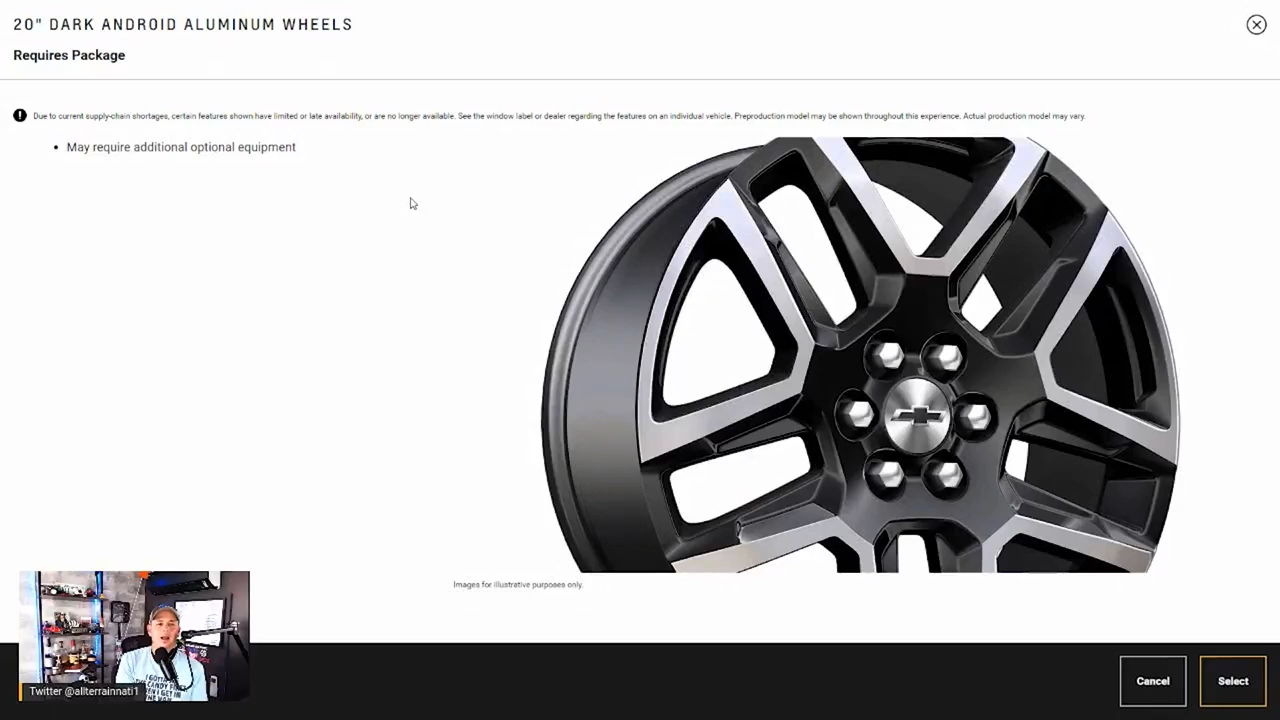 20" DARK ANDROID ALUMINUM WHEELS
Requires Package
Due to current supply-chain shortages, certain features shown have limited or late availability, or are no longer available. See the window label or dealer regarding the features on an individual vehicle. Preproduction model may be shown throughout this experience. Actual production model may vary.
• May require additional optional equipment
Images for illustrative purposes only.
Twitter @allterrainnati1
Cancel
Select